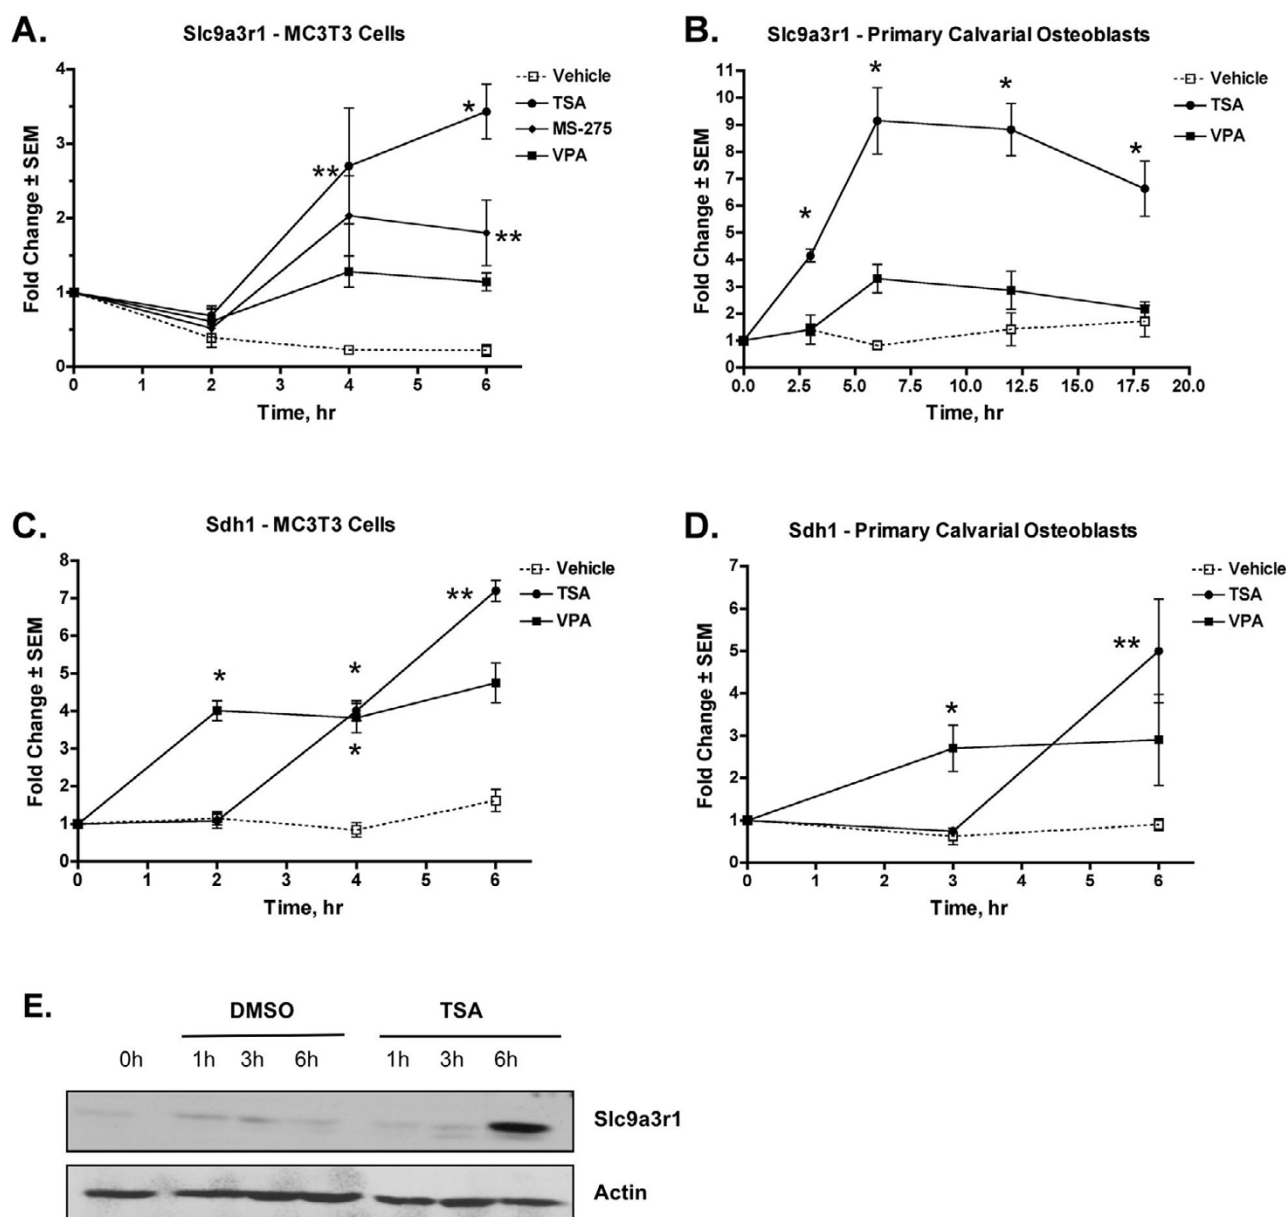 A.
Slc9a3r1 - MC3T3 Cells
Fold Change ± SEM
4
3
2
1
0
0 1 2 3 4 5 6
Time, hr
Vehicle
TSA
MS-275
VPA
*
**
**
B.
Slc9a3r1 - Primary Calvarial Osteoblasts
Fold Change ± SEM
11
10
9
8
7
6
5
4
3
2
1
0
0.0 2.5 5.0 7.5 10.0 12.5 15.0 17.5 20.0
Time, hr
Vehicle
TSA
VPA
*
*
*
*
C.
Sdh1 - MC3T3 Cells
Fold Change ± SEM
8
7
6
5
4
3
2
1
0
0 1 2 3 4 5 6
Time, hr
Vehicle
TSA
VPA
**
*
*
*
D.
Sdh1 - Primary Calvarial Osteoblasts
Fold Change ± SEM
7
6
5
4
3
2
1
0
0 1 2 3 4 5 6
Time, hr
Vehicle
TSA
VPA
**
*
E.
DMSO TSA
0h 1h 3h 6h 1h 3h 6h
Slc9a3r1
Actin